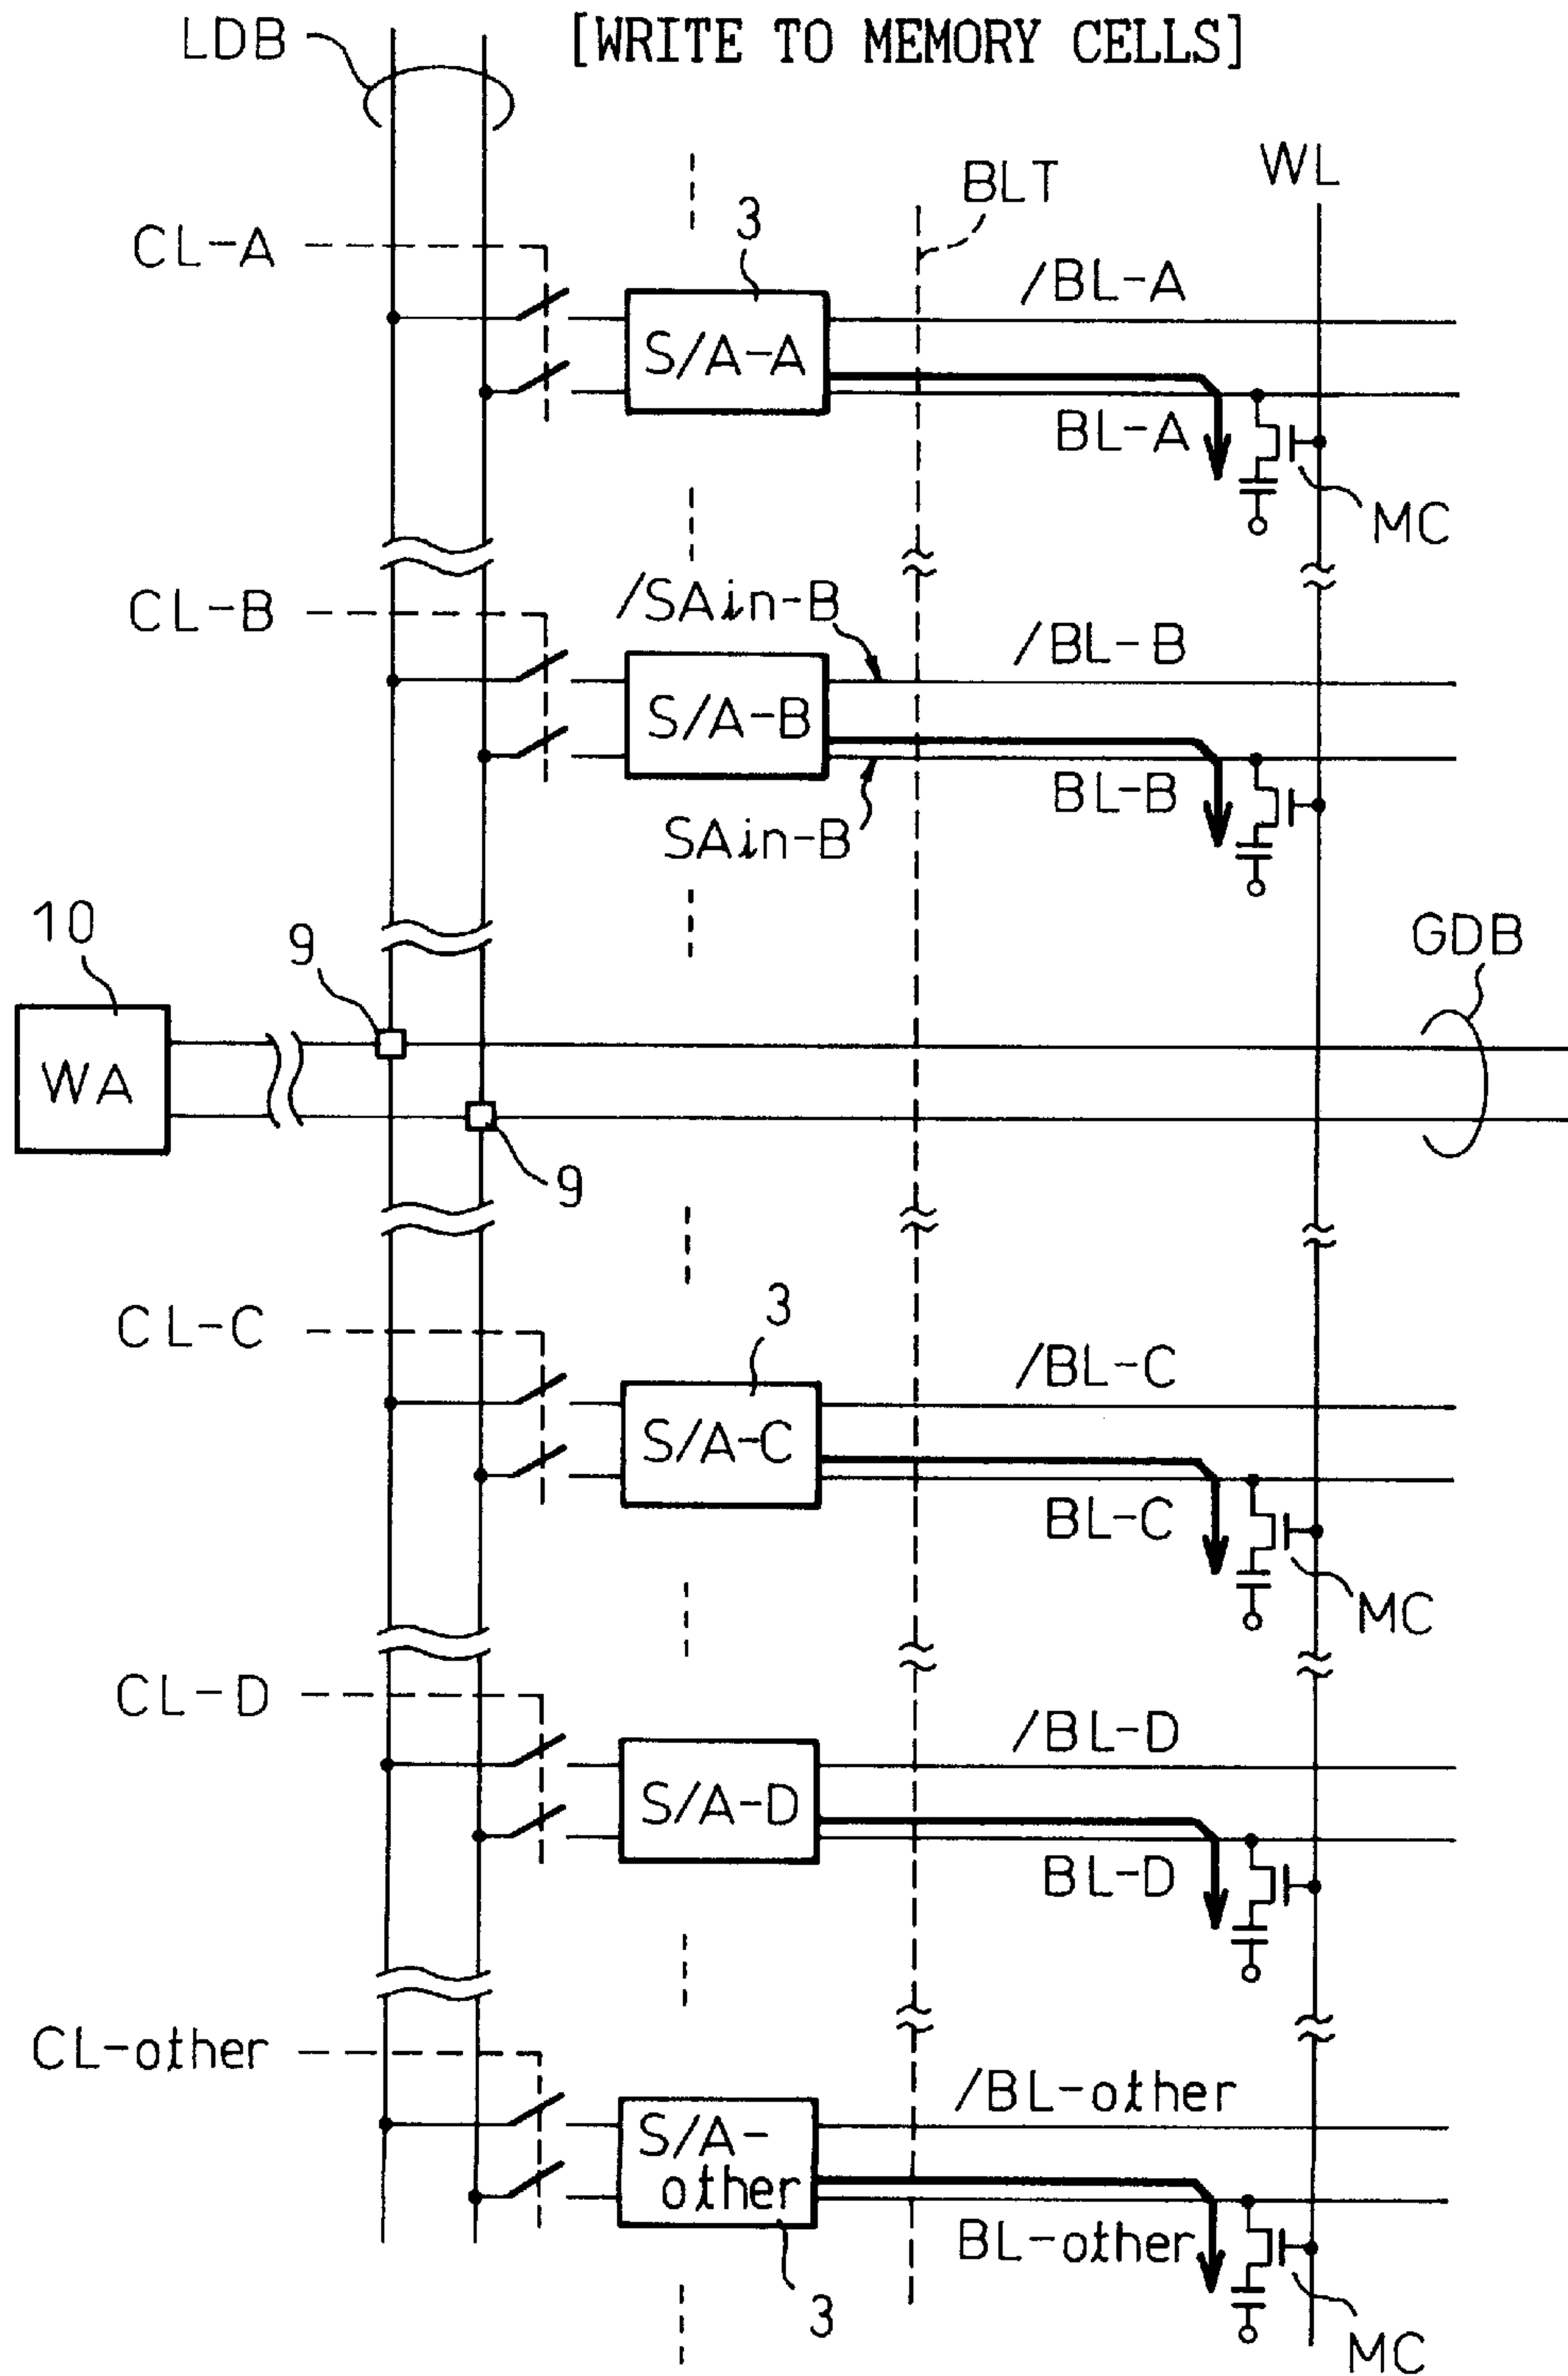 LDB
[WRITE TO MEMORY CELLS]
WL
BLT
3
CL-A
/BL-A
S/A-A
BL-A
MC
/SAin-B
CL-B
/BL-B
S/A-B
BL-B
SAin-B
10
9
GDB
WA
9
3
CL-C
/BL-C
S/A-C
BL-C
MC
CL-D
/BL-D
S/A-D
BL-D
CL-other
/BL-other
S/A-
other
BL-other
3
MC